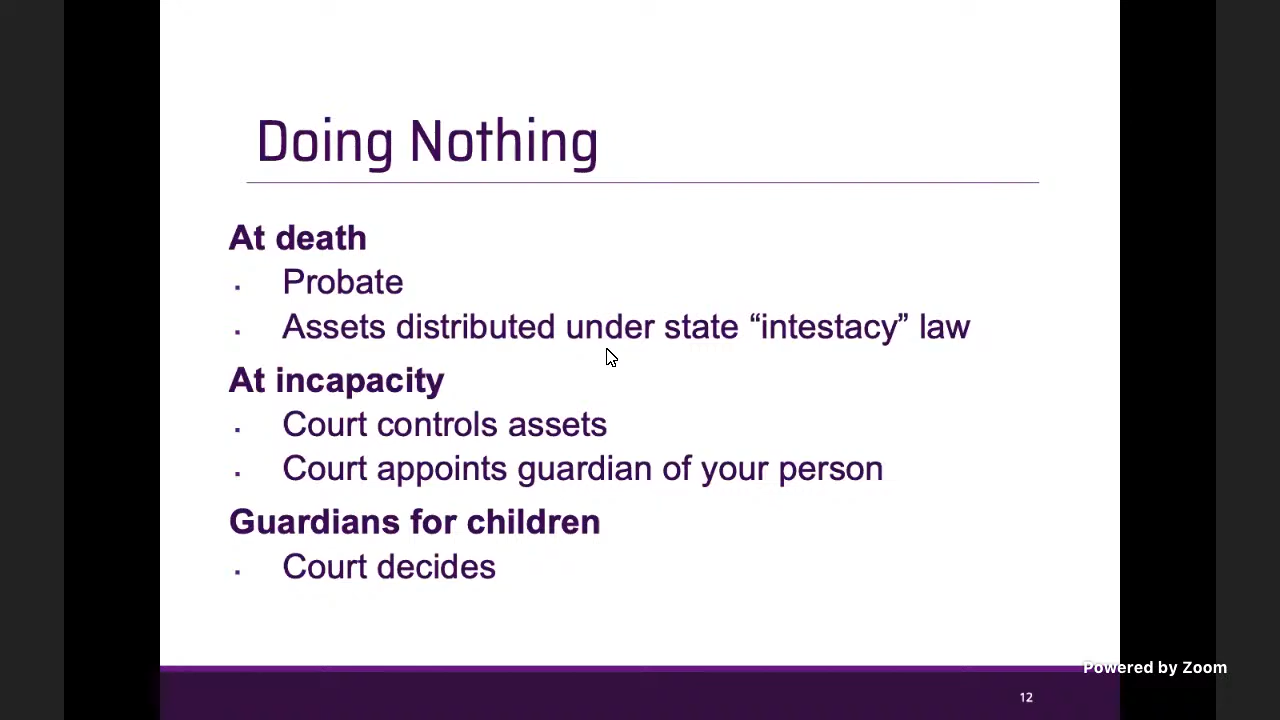 Doing Nothing
At death
▪ Probate
▪ Assets distributed under state “intestacy” law
At incapacity
▪ Court controls assets
▪ Court appoints guardian of your person
Guardians for children
▪ Court decides
Powered by Zoom
12